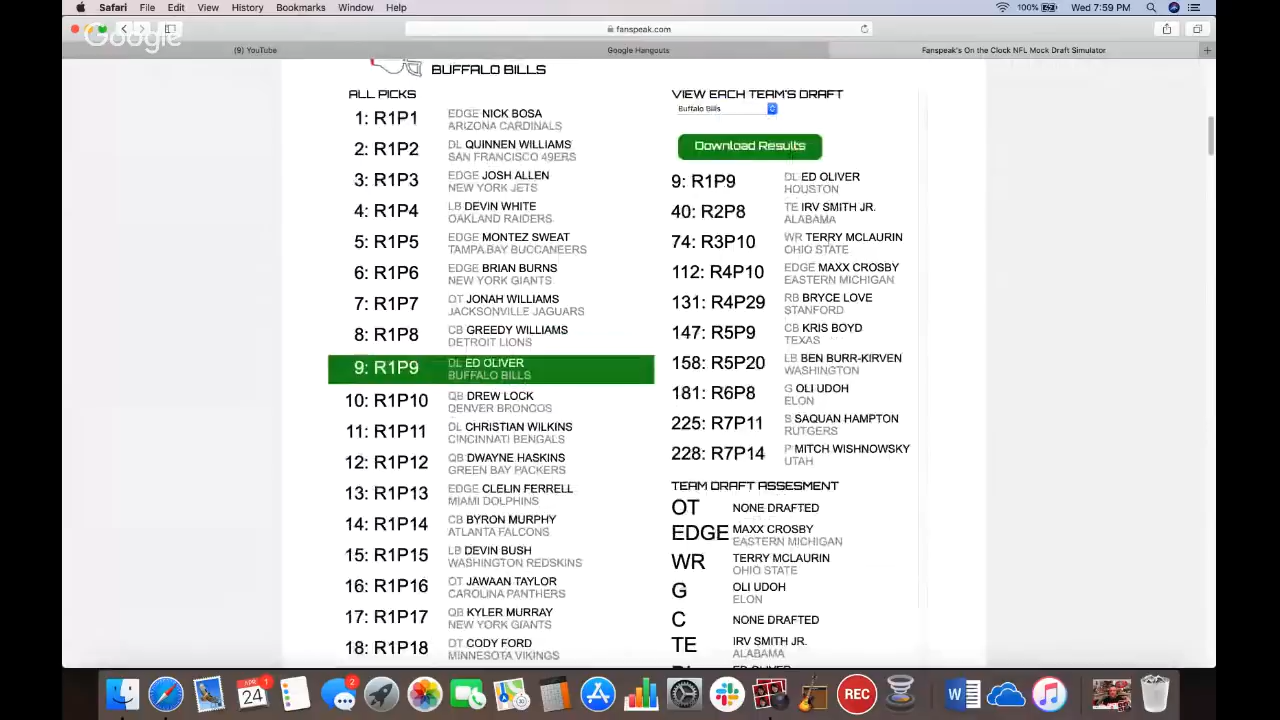 Safari File Edit View History Bookmarks Window Help 100% Wed 7:59 PM
Google
fanspeak.com
(9) YouTube Google Hangouts Fanspeak's On the Clock NFL Mock Draft Simulator
BUFFALO BILLS
ALL PICKS
1: R1P1 EDGE NICK BOSA
ARIZONA CARDINALS
2: R1P2 DL QUINNEN WILLIAMS
SAN FRANCISCO 49ERS
3: R1P3 EDGE JOSH ALLEN
NEW YORK JETS
4: R1P4 LB DEVIN WHITE
OAKLAND RAIDERS
5: R1P5 EDGE MONTEZ SWEAT
TAMPA BAY BUCCANEERS
6: R1P6 EDGE BRIAN BURNS
NEW YORK GIANTS
7: R1P7 OT JONAH WILLIAMS
JACKSONVILLE JAGUARS
8: R1P8 CB GREEDY WILLIAMS
DETROIT LIONS
9: R1P9 DL ED OLIVER
BUFFALO BILLS
10: R1P10 QB DREW LOCK
DENVER BRONCOS
11: R1P11 DL CHRISTIAN WILKINS
CINCINNATI BENGALS
12: R1P12 QB DWAYNE HASKINS
GREEN BAY PACKERS
13: R1P13 EDGE CLELIN FERRELL
MIAMI DOLPHINS
14: R1P14 CB BYRON MURPHY
ATLANTA FALCONS
15: R1P15 LB DEVIN BUSH
WASHINGTON REDSKINS
16: R1P16 OT JAWAAN TAYLOR
CAROLINA PANTHERS
17: R1P17 QB KYLER MURRAY
NEW YORK GIANTS
18: R1P18 OT CODY FORD
MINNESOTA VIKINGS
VIEW EACH TEAM'S DRAFT
Buffalo Bills
Download Results
9: R1P9 DL ED OLIVER
HOUSTON
40: R2P8 TE IRV SMITH JR.
ALABAMA
74: R3P10 WR TERRY MCLAURIN
OHIO STATE
112: R4P10 EDGE MAXX CROSBY
EASTERN MICHIGAN
131: R4P29 RB BRYCE LOVE
STANFORD
147: R5P9 CB KRIS BOYD
TEXAS
158: R5P20 LB BEN BURR-KIRVEN
WASHINGTON
181: R6P8 G OLI UDOH
ELON
225: R7P11 S SAQUAN HAMPTON
RUTGERS
228: R7P14 P MITCH WISHNOWSKY
UTAH
TEAM DRAFT ASSESMENT
OT NONE DRAFTED
EDGE MAXX CROSBY
EASTERN MICHIGAN
WR TERRY MCLAURIN
OHIO STATE
G OLI UDOH
ELON
C NONE DRAFTED
TE IRV SMITH JR.
ALABAMA
ED OLIVER
APR 24 1
2
REC
W